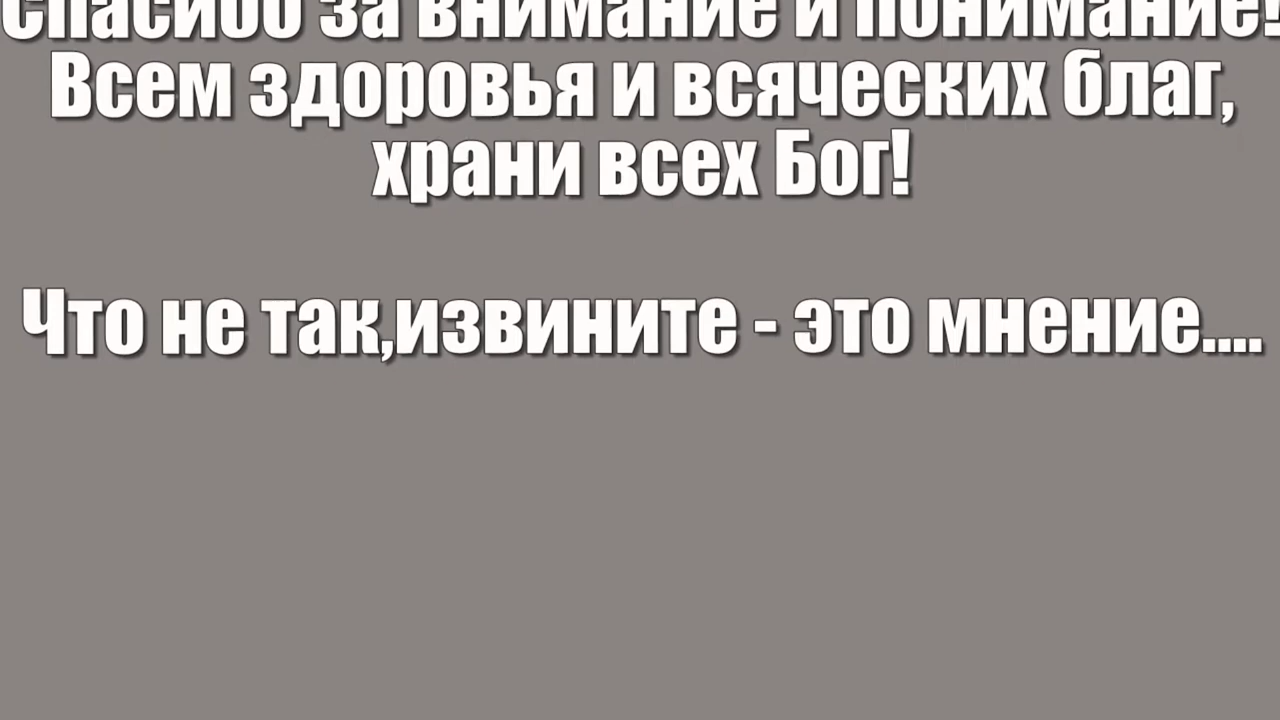 Спасибо за внимание и понимание!
Всем здоровья и всяческих благ,
храни всех Бог!
Что не так,извините - это мнение....